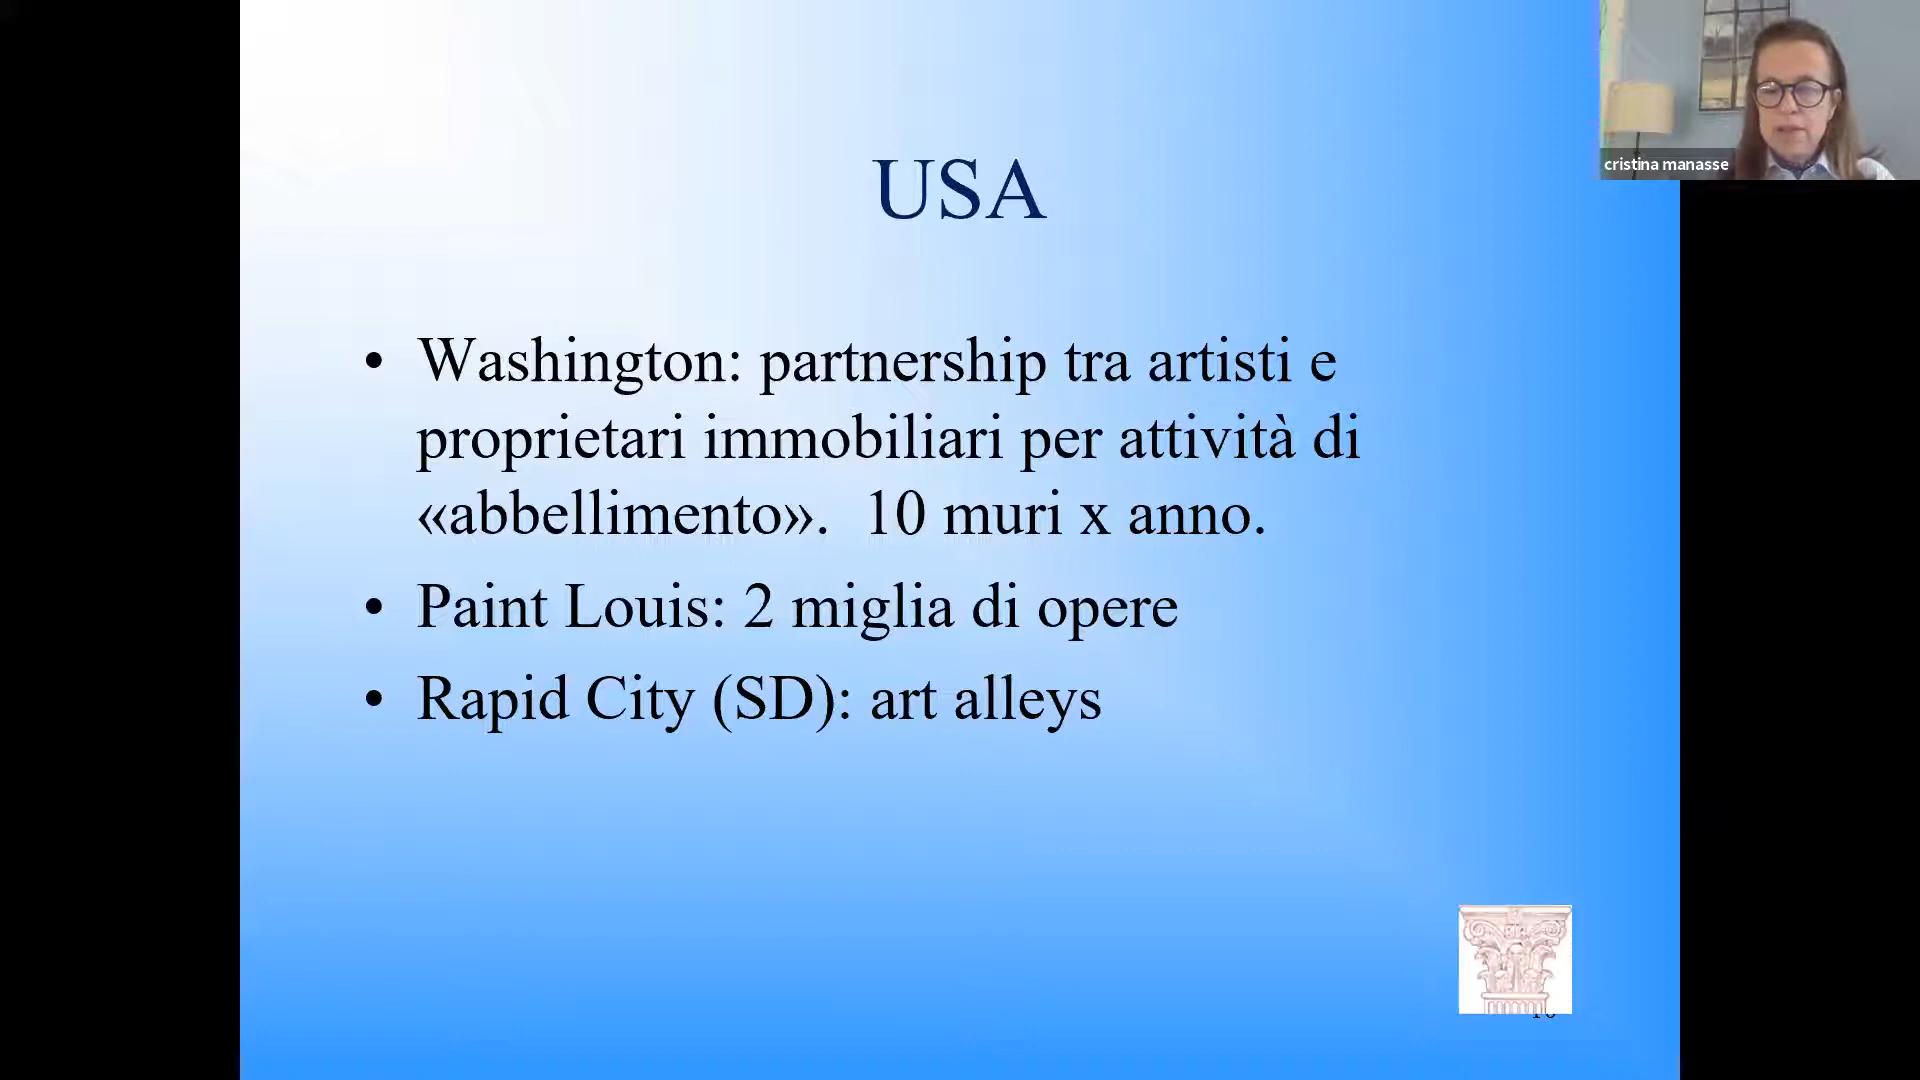 cristina manasse
USA
• Washington: partnership tra artisti e
proprietari immobiliari per attività di
«abbellimento».  10 muri x anno.
• Paint Louis: 2 miglia di opere
• Rapid City (SD): art alleys